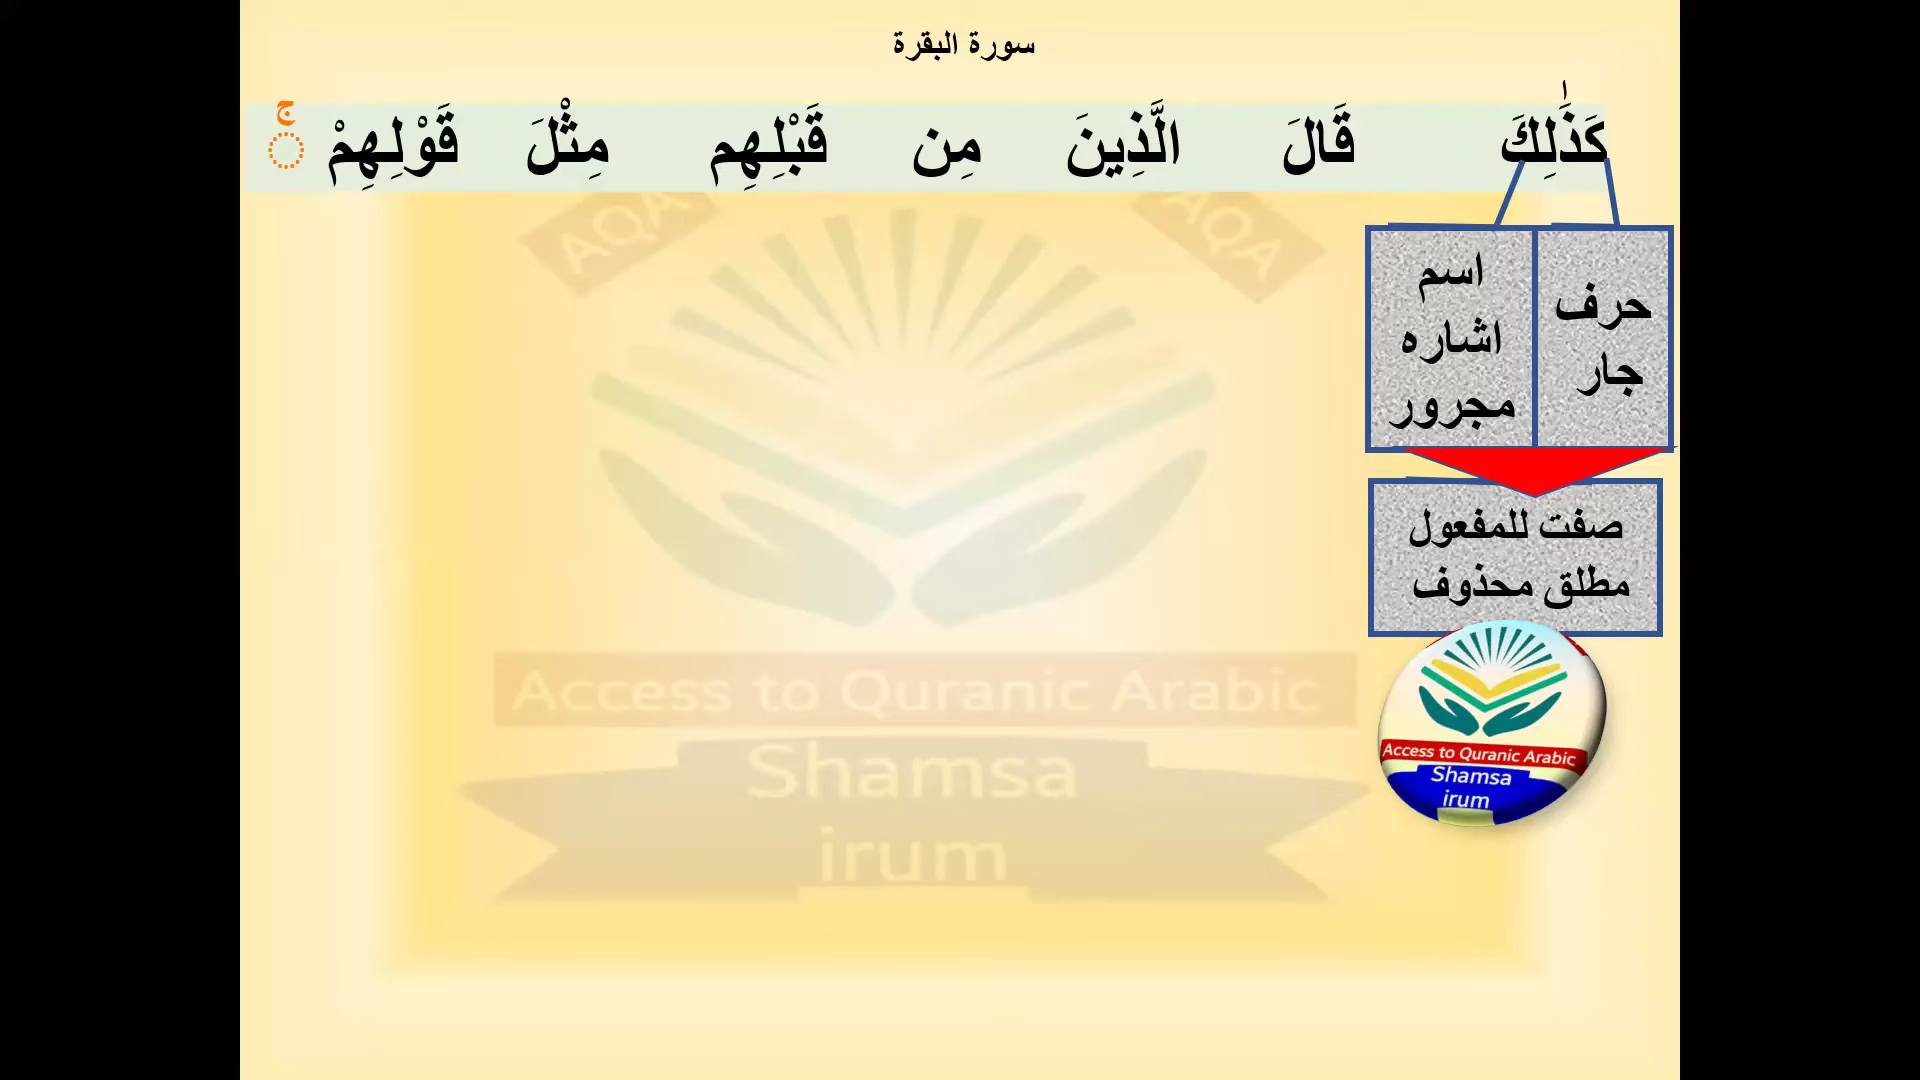 سورة البقرة
كَذَٰلِكَ قَالَ الَّذِينَ مِن قَبْلِهِم مِثْلَ قَوْلِهِمْ ۚ
حرف
جار
اسم
اشاره
مجرور
صفت للمفعول
مطلق محذوف
AQA
AQA
Access to Quranic Arabic
Shamsa
irum
Access to Quranic Arabic
Shamsa
irum